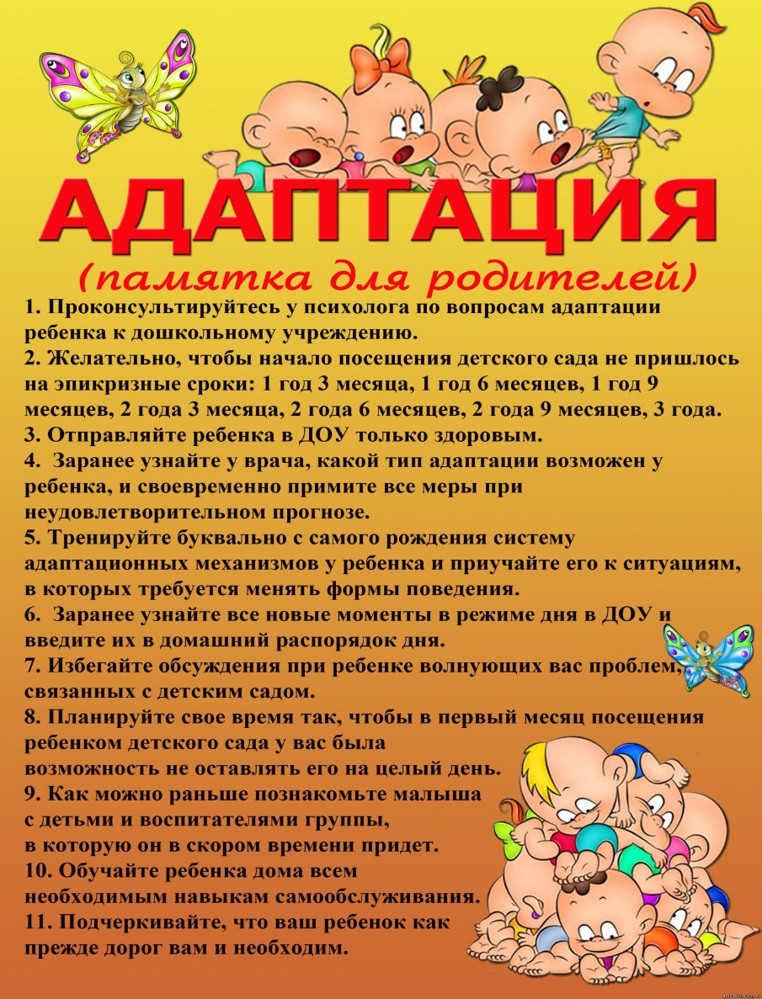 АДАПТАЦИЯ
(памятка для родителей)
1. Проконсультируйтесь у психолога по вопросам адаптации
ребенка к дошкольному учреждению.
2. Желательно, чтобы начало посещения детского сада не пришлось
на эпикризные сроки: 1 год 3 месяца, 1 год 6 месяцев, 1 год 9
месяцев, 2 года 3 месяца, 2 года 6 месяцев, 2 года 9 месяцев, 3 года.
3. Отправляйте ребенка в ДОУ только здоровым.
4. Заранее узнайте у врача, какой тип адаптации возможен у
ребенка, и своевременно примите все меры при
неудовлетворительном прогнозе.
5. Тренируйте буквально с самого рождения систему
адаптационных механизмов у ребенка и приучайте его к ситуациям,
в которых требуется менять формы поведения.
6. Заранее узнайте все новые моменты в режиме дня в ДОУ и
введите их в домашний распорядок дня.
7. Избегайте обсуждения при ребенке волнующих вас проблем,
связанных с детским садом.
8. Планируйте свое время так, чтобы в первый месяц посещения
ребенком детского сада у вас была
возможность не оставлять его на целый день.
9. Как можно раньше познакомьте малыша
с детьми и воспитателями группы,
в которую он в скором времени придет.
10. Обучайте ребенка дома всем
необходимым навыкам самообслуживания.
11. Подчеркивайте, что ваш ребенок как
прежде дорог вам и необходим.